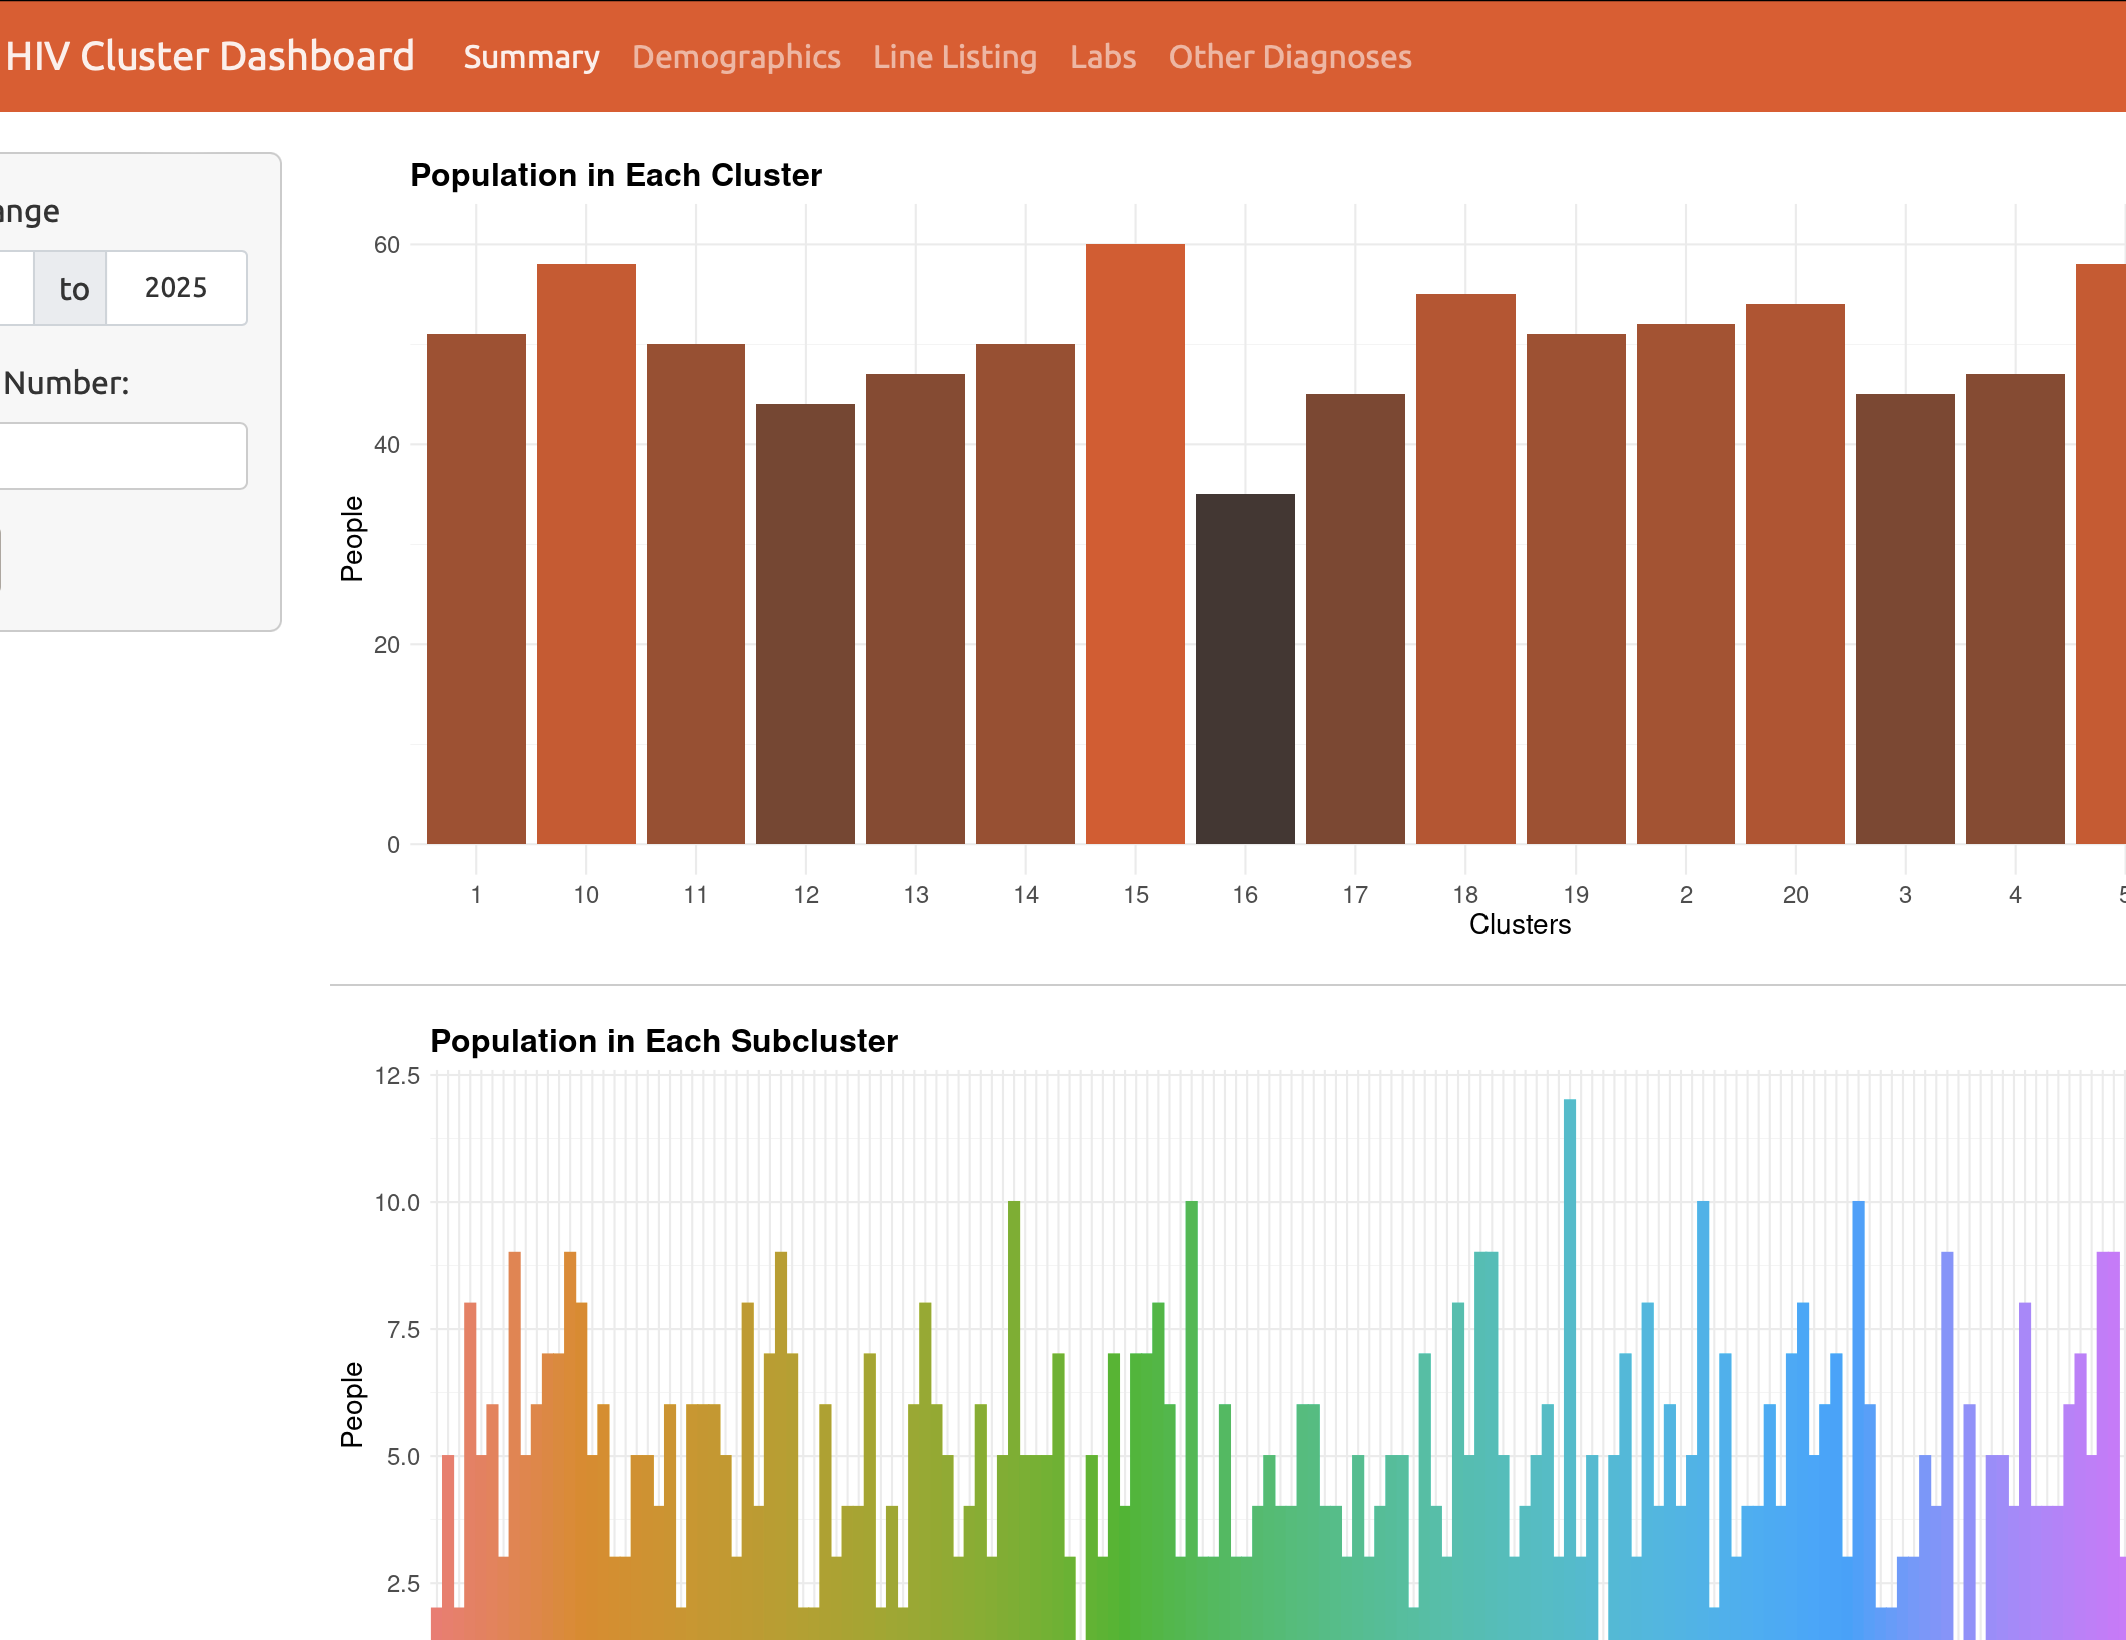 HIV Cluster Dashboard Summary Demographics Line Listing Labs Other Diagnoses
ange
to 2025
Number:
Population in Each Cluster
60
40
20
0
People
1 10 11 12 13 14 15 16 17 18 19 2 20 3 4 5
Clusters
Population in Each Subcluster
12.5
10.0
7.5
5.0
2.5
People